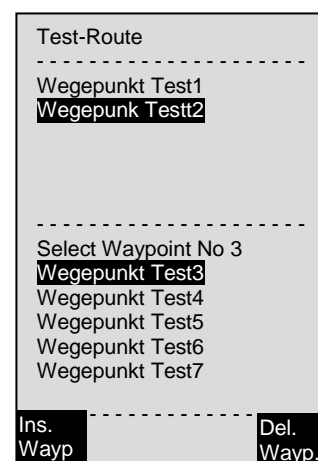 Test-Route
- - - - - - - - - - - - - - - - - - - - -
Wegepunkt Test1
Wegepunk Testt2
- - - - - - - - - - - - - - - - - - - - -
Select Waypoint No 3
Wegepunkt Test3
Wegepunkt Test4
Wegepunkt Test5
Wegepunkt Test6
Wegepunkt Test7
- - - - - - - - - - - - -
Ins. Del.
Wayp Wayp.